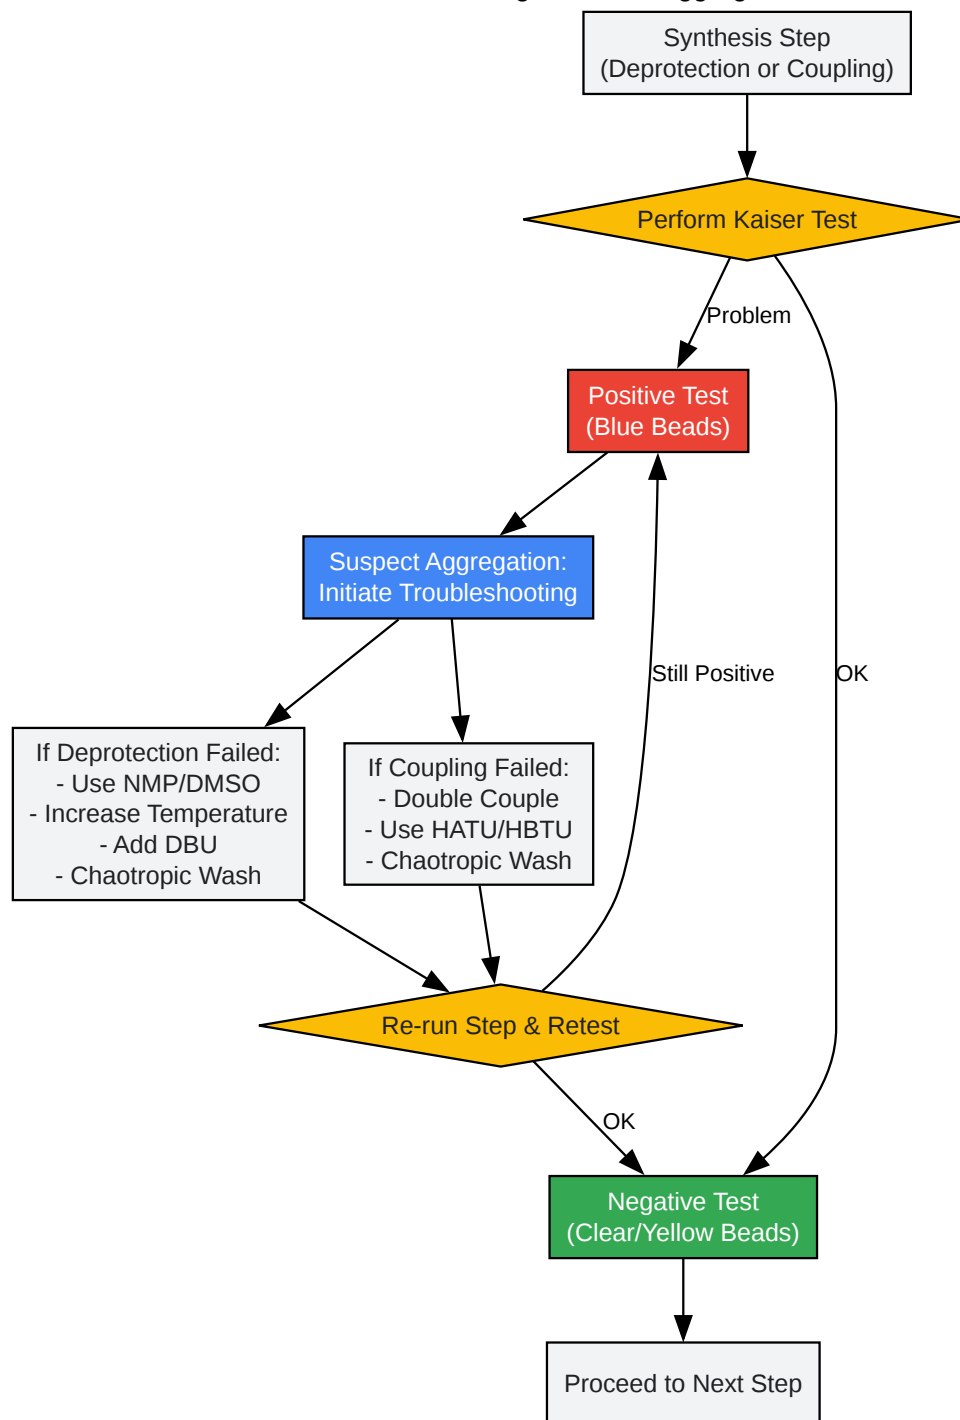 Synthesis Step
(Deprotection or Coupling)
Perform Kaiser Test
Problem
Positive Test
(Blue Beads)
Suspect Aggregation:
Initiate Troubleshooting
Still Positive
OK
If Deprotection Failed:
- Use NMP/DMSO
- Increase Temperature
- Add DBU
- Chaotropic Wash
If Coupling Failed:
- Double Couple
- Use HATU/HBTU
- Chaotropic Wash
Re-run Step & Retest
OK
Negative Test
(Clear/Yellow Beads)
Proceed to Next Step